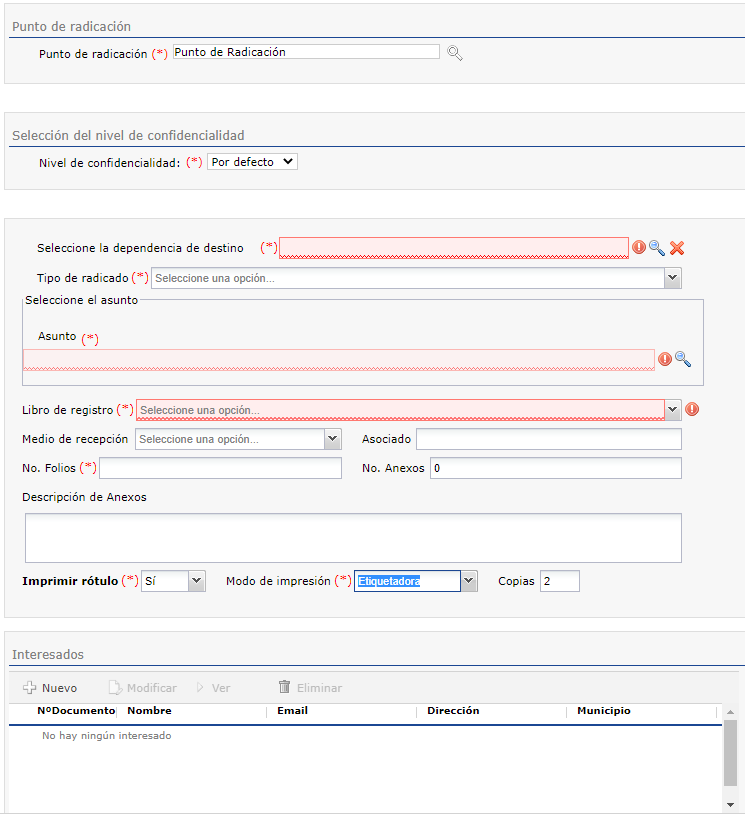 Punto de radicación
Punto de radicación (*) Punto de Radicación
Selección del nivel de confidencialidad
Nivel de confidencialidad: (*) Por defecto
Seleccione la dependencia de destino (*)
Tipo de radicado (*) Seleccione una opción...
Seleccione el asunto
Asunto (*)
Libro de registro (*) Seleccione una opción...
Medio de recepción Seleccione una opción... Asociado
No. Folios (*) No. Anexos 0
Descripción de Anexos
Imprimir rótulo (*) Sí Modo de impresión (*) Etiquetadora Copias 2
Interesados
Nuevo Modificar Ver Eliminar
NºDocumento Nombre Email Dirección Municipio
No hay ningún interesado